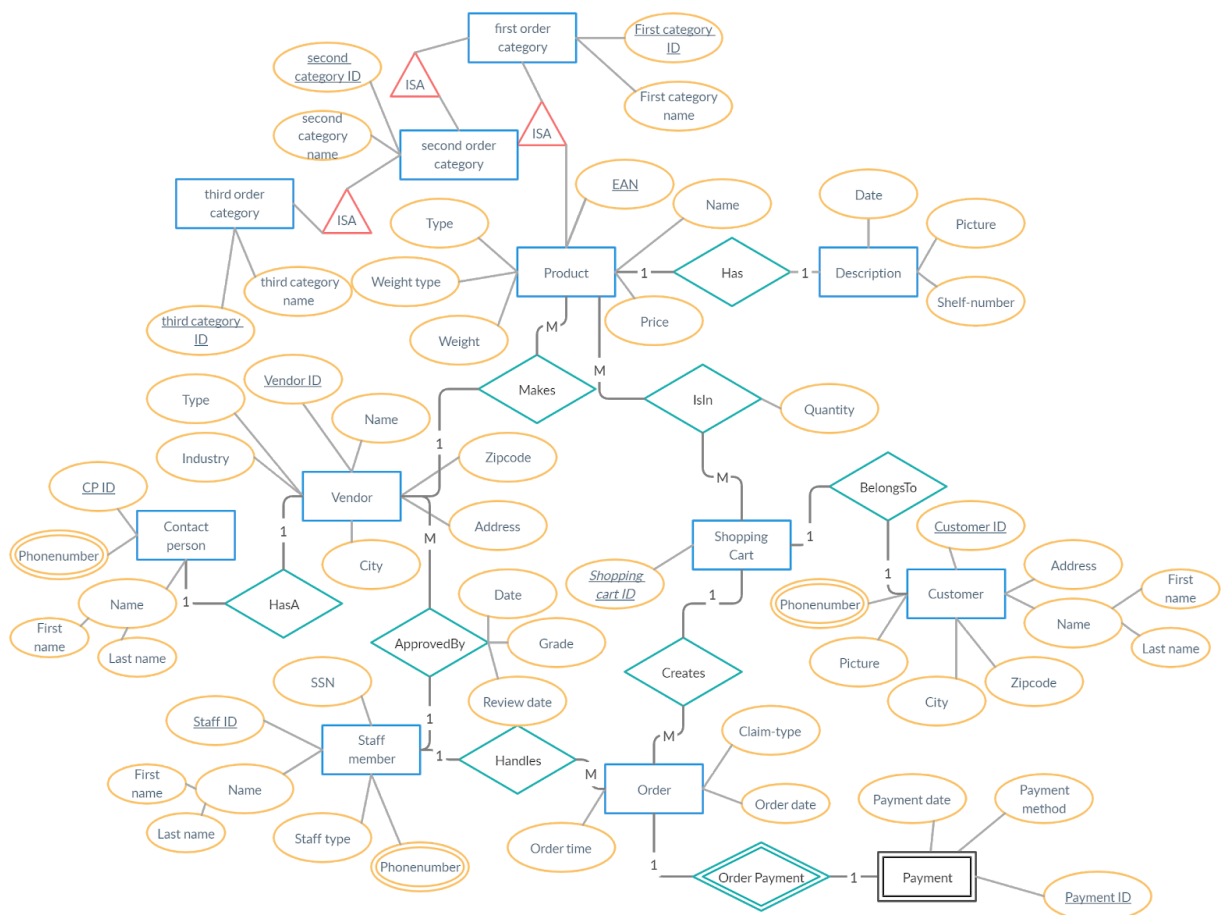 first order
category
First category
ID
second
category ID
ISA
First category
name
second
category
name
ISA
second order
category
EAN
third order
category
ISA
Name
Date
Type
Picture
Product
1
Has
1
Description
Weight type
third category
name
Shelf-number
third category
ID
Price
M
Weight
M
Vendor ID
Makes
IsIn
Type
Quantity
Name
1
Industry
Zipcode
M
CP ID
BelongsTo
Vendor
Contact
person
1
Address
Customer ID
Shopping
Cart
1
M
Phonenumber
City
Address
1
Shopping
cart ID
First
name
Date
Customer
Name
1
HasA
1
Phonenumber
Name
First
name
ApprovedBy
Grade
Last name
Last name
Picture
Creates
SSN
Zipcode
Review date
City
Staff ID
1
Claim-type
Staff
member
M
1
Handles
M
First
name
Name
Order
Payment date
Payment
method
Order date
Last name
Staff type
Order time
Phonenumber
1
Order Payment
1
Payment
Payment ID